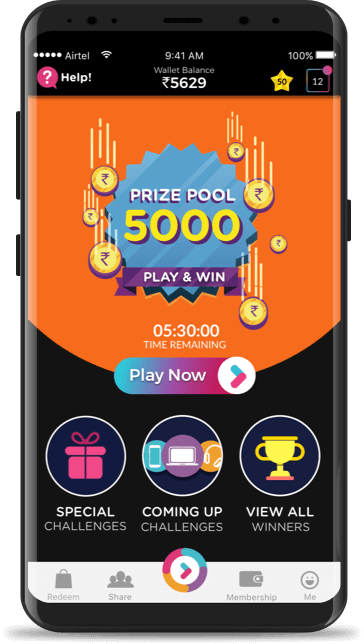 Airtel 9:41 AM 100%
Help!
Wallet Balance
₹5629
50
12
PRIZE POOL
5000
PLAY & WIN
05:30:00
TIME REMAINING
Play Now
SPECIAL
CHALLENGES
COMING UP
CHALLENGES
VIEW ALL
WINNERS
Redeem Share Membership Me